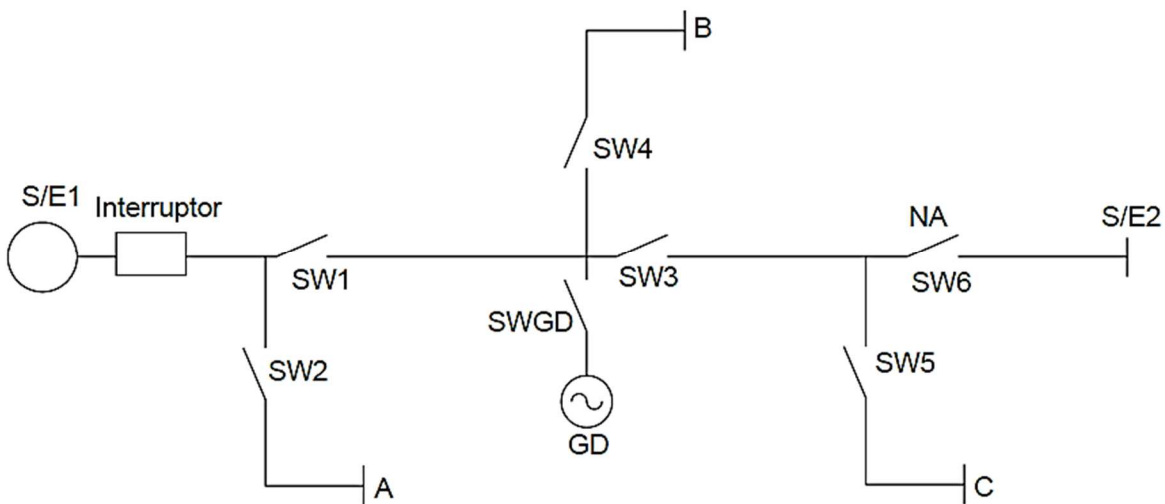 B
SW4
S/E1
Interruptor
NA
S/E2
SW1
SW3
SW6
SWGD
SW2
SW5
GD
A
C